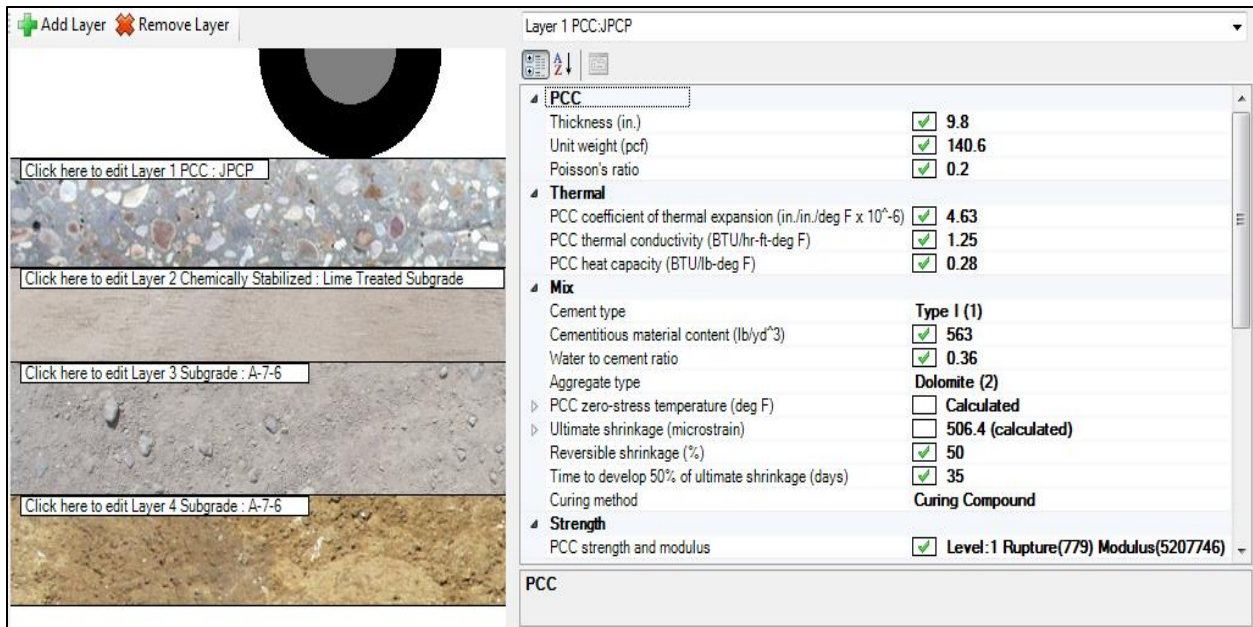 Add Layer Remove Layer
Click here to edit Layer 1 PCC : JPCP
Click here to edit Layer 2 Chemically Stabilized : Lime Treated Subgrade
Click here to edit Layer 3 Subgrade : A-7-6
Click here to edit Layer 4 Subgrade : A-7-6
Layer 1 PCC:JPCP
PCC
Thickness (in.) 9.8
Unit weight (pcf) 140.6
Poisson's ratio 0.2
Thermal
PCC coefficient of thermal expansion (in./in./deg F x 10^-6) 4.63
PCC thermal conductivity (BTU/hr-ft-deg F) 1.25
PCC heat capacity (BTU/lb-deg F) 0.28
Mix
Cement type Type I (1)
Cementitious material content (lb/yd^3) 563
Water to cement ratio 0.36
Aggregate type Dolomite (2)
PCC zero-stress temperature (deg F) Calculated
Ultimate shrinkage (microstrain) 506.4 (calculated)
Reversible shrinkage (%) 50
Time to develop 50% of ultimate shrinkage (days) 35
Curing method Curing Compound
Strength
PCC strength and modulus Level:1 Rupture(779) Modulus(5207746)
PCC